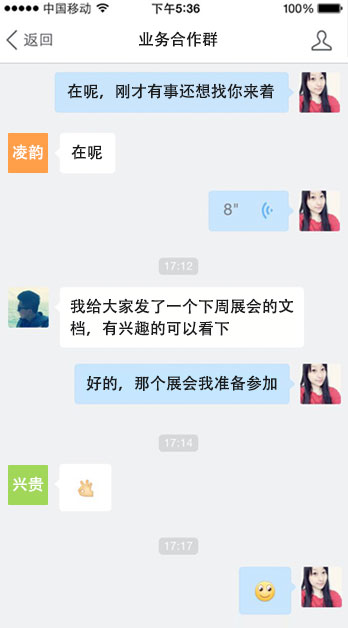 中国移动 下午5:36 100%
返回 业务合作群
在呢，刚才有事还想找你来着
凌韵
在呢
8"
17:12
我给大家发了一个下周展会的文
档，有兴趣的可以看下
好的，那个展会我准备参加
17:14
兴贵
17:17